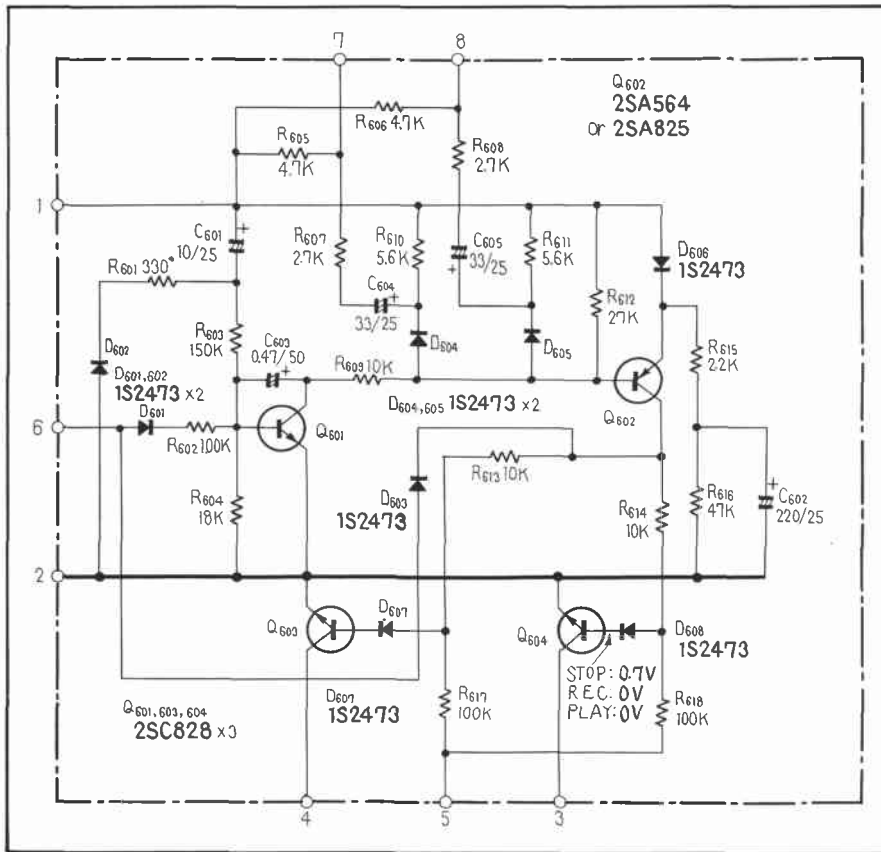 7
8
Q602
2SA564
or 2SA825
R606 4.7K
R605
4.7K
R608
2.7K
1
C601
10/25
+
R601 330
R607
2.7K
R610
5.6K
C605
33/25
+
R611
5.6K
D606
1S2473
C604
+
33/25
R612
27K
R603
150K
C603
0.47/50
+
D602
D604
D605
R615
2.2K
D601,602
1S2473 ×2
D601
R609 10K
D604,605 1S2473 ×2
Q602
6
R602 100K
Q601
R613 10K
D603
1S2473
R604
18K
R614
10K
R616
47K
+
C602
220/25
2
Q603
D607
Q604
D608
1S2473
STOP: 0.7V
REC: 0V
PLAY: 0V
D607
1S2473
R617
100K
R618
100K
Q601,603,604
2SC828 ×3
4
5
3